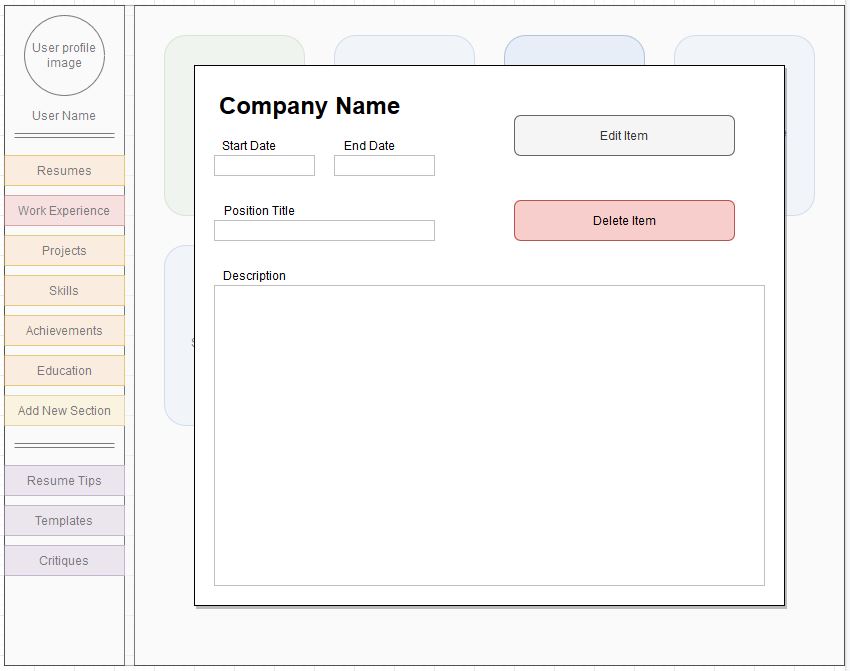 User profile
image
User Name
Resumes
Work Experience
Projects
Skills
Achievements
Education
Add New Section
Resume Tips
Templates
Critiques
Company Name
Start Date
End Date
Position Title
Description
Edit Item
Delete Item